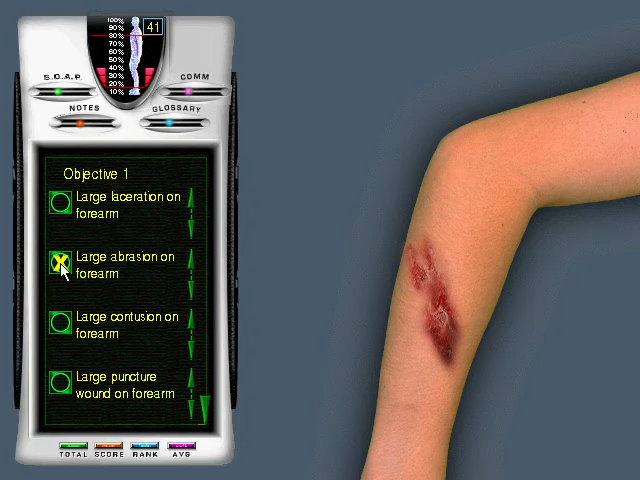 100%
90%
80%
70%
60%
50%
40%
30%
20%
10%
41
S.O.A.P. COMM
NOTES GLOSSARY
Objective 1
Large laceration on
forearm
Large abrasion on
forearm
Large contusion on
forearm
Large puncture
wound on forearm
TOTAL SCORE RANK AVG